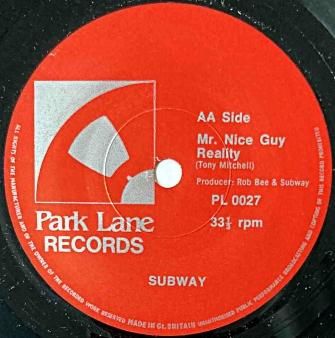 AA Side
Mr. Nice Guy
Reality
(Tony Mitchell)
Producer: Rob Bee & Subway
PL 0027
33⅓ rpm
Park Lane
RECORDS
SUBWAY
ALL RIGHTS OF THE MANUFACTURER AND OF THE OWNER OF THE RECORDED WORK RESERVED MADE IN Gt. BRITAIN UNAUTHORISED PUBLIC PERFORMANCE BROADCASTING AND COPYING OF THIS RECORD PROHIBITED